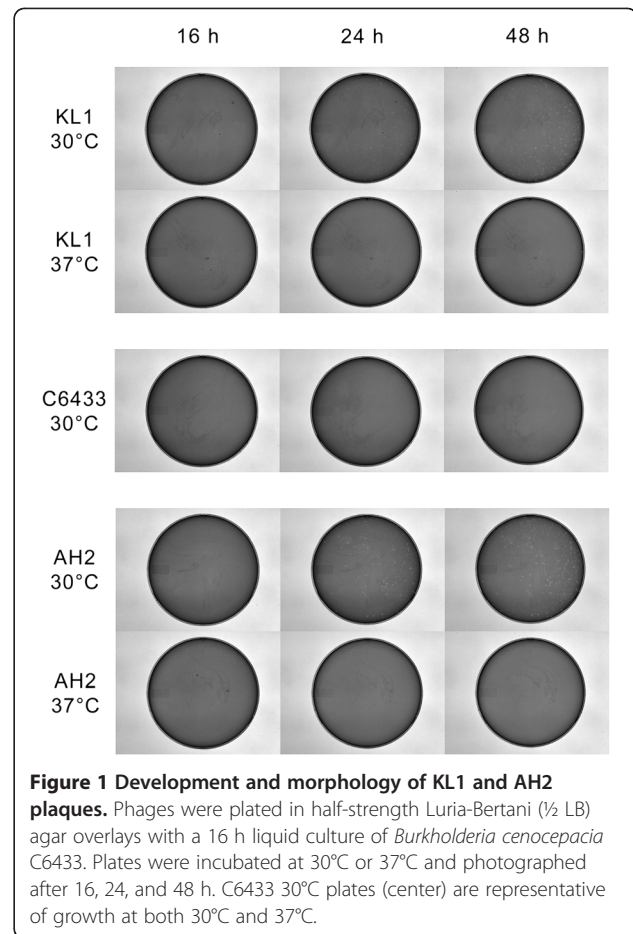 16 h 24 h 48 h
KL1
30°C
KL1
37°C
C6433
30°C
AH2
30°C
AH2
37°C
Figure 1 Development and morphology of KL1 and AH2
plaques. Phages were plated in half-strength Luria-Bertani (½ LB)
agar overlays with a 16 h liquid culture of Burkholderia cenocepacia
C6433. Plates were incubated at 30°C or 37°C and photographed
after 16, 24, and 48 h. C6433 30°C plates (center) are representative
of growth at both 30°C and 37°C.